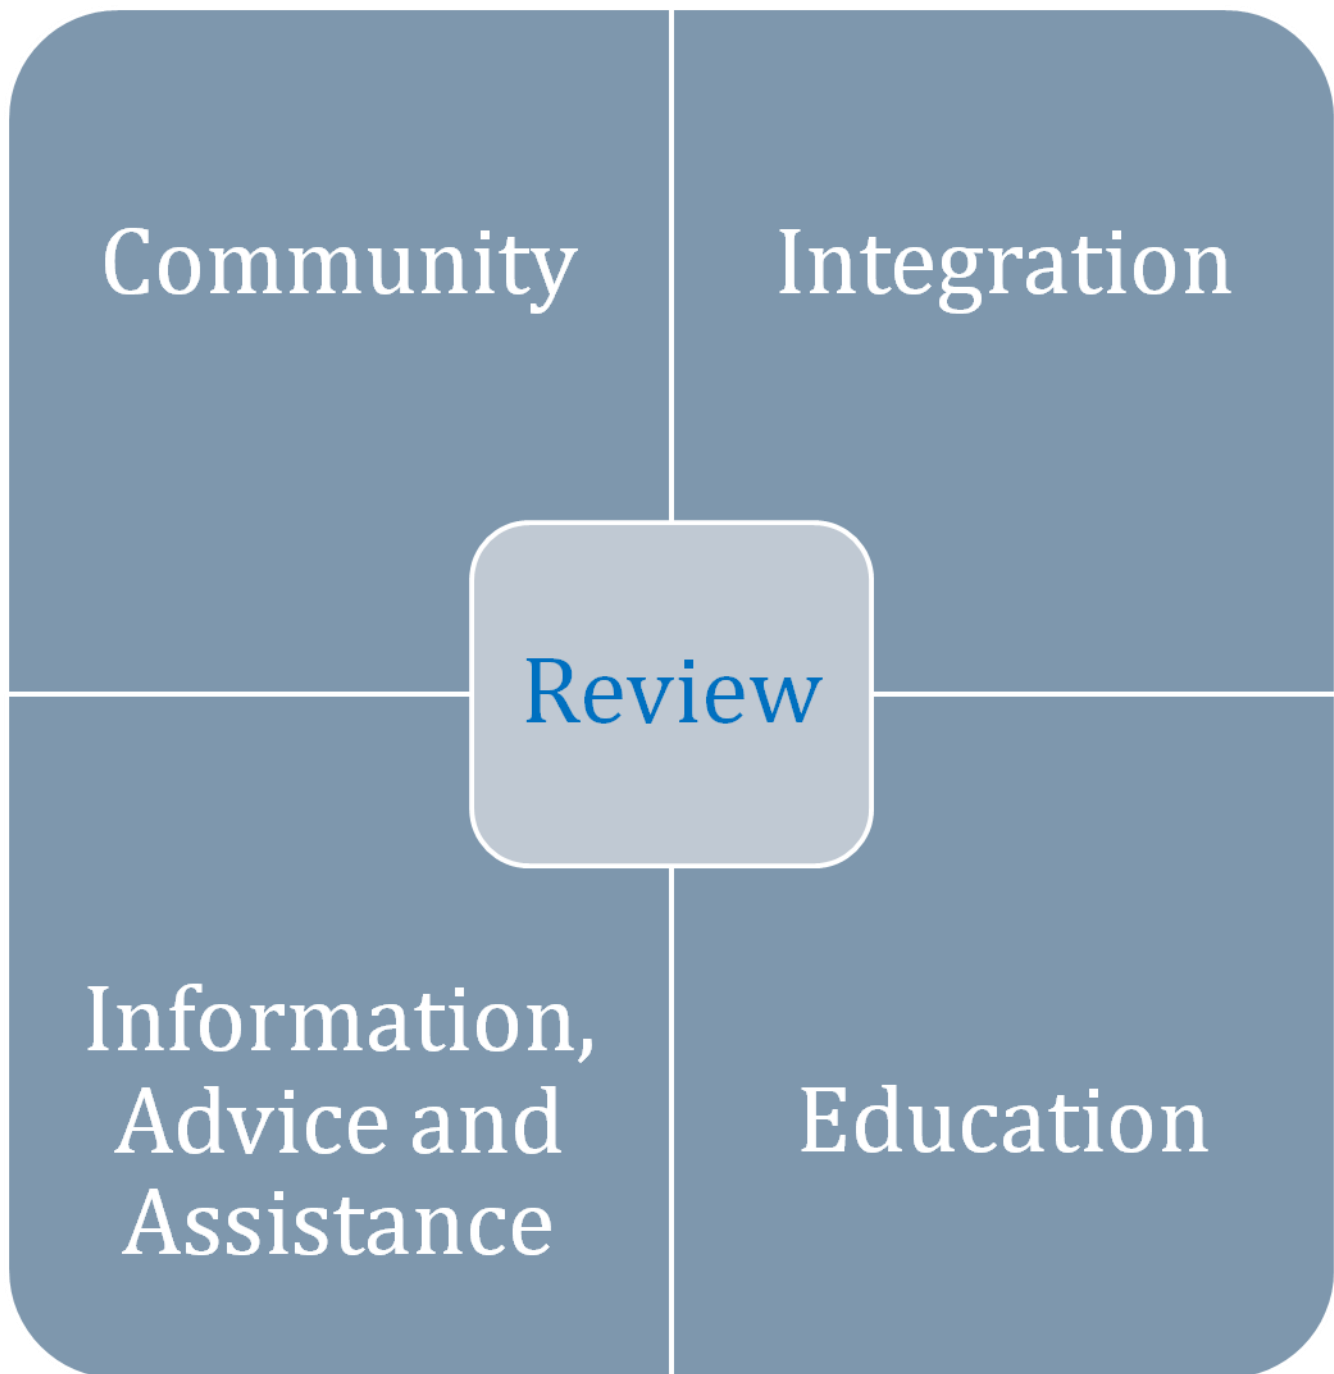 Community
Integration
Review
Information,
Advice and
Assistance
Education